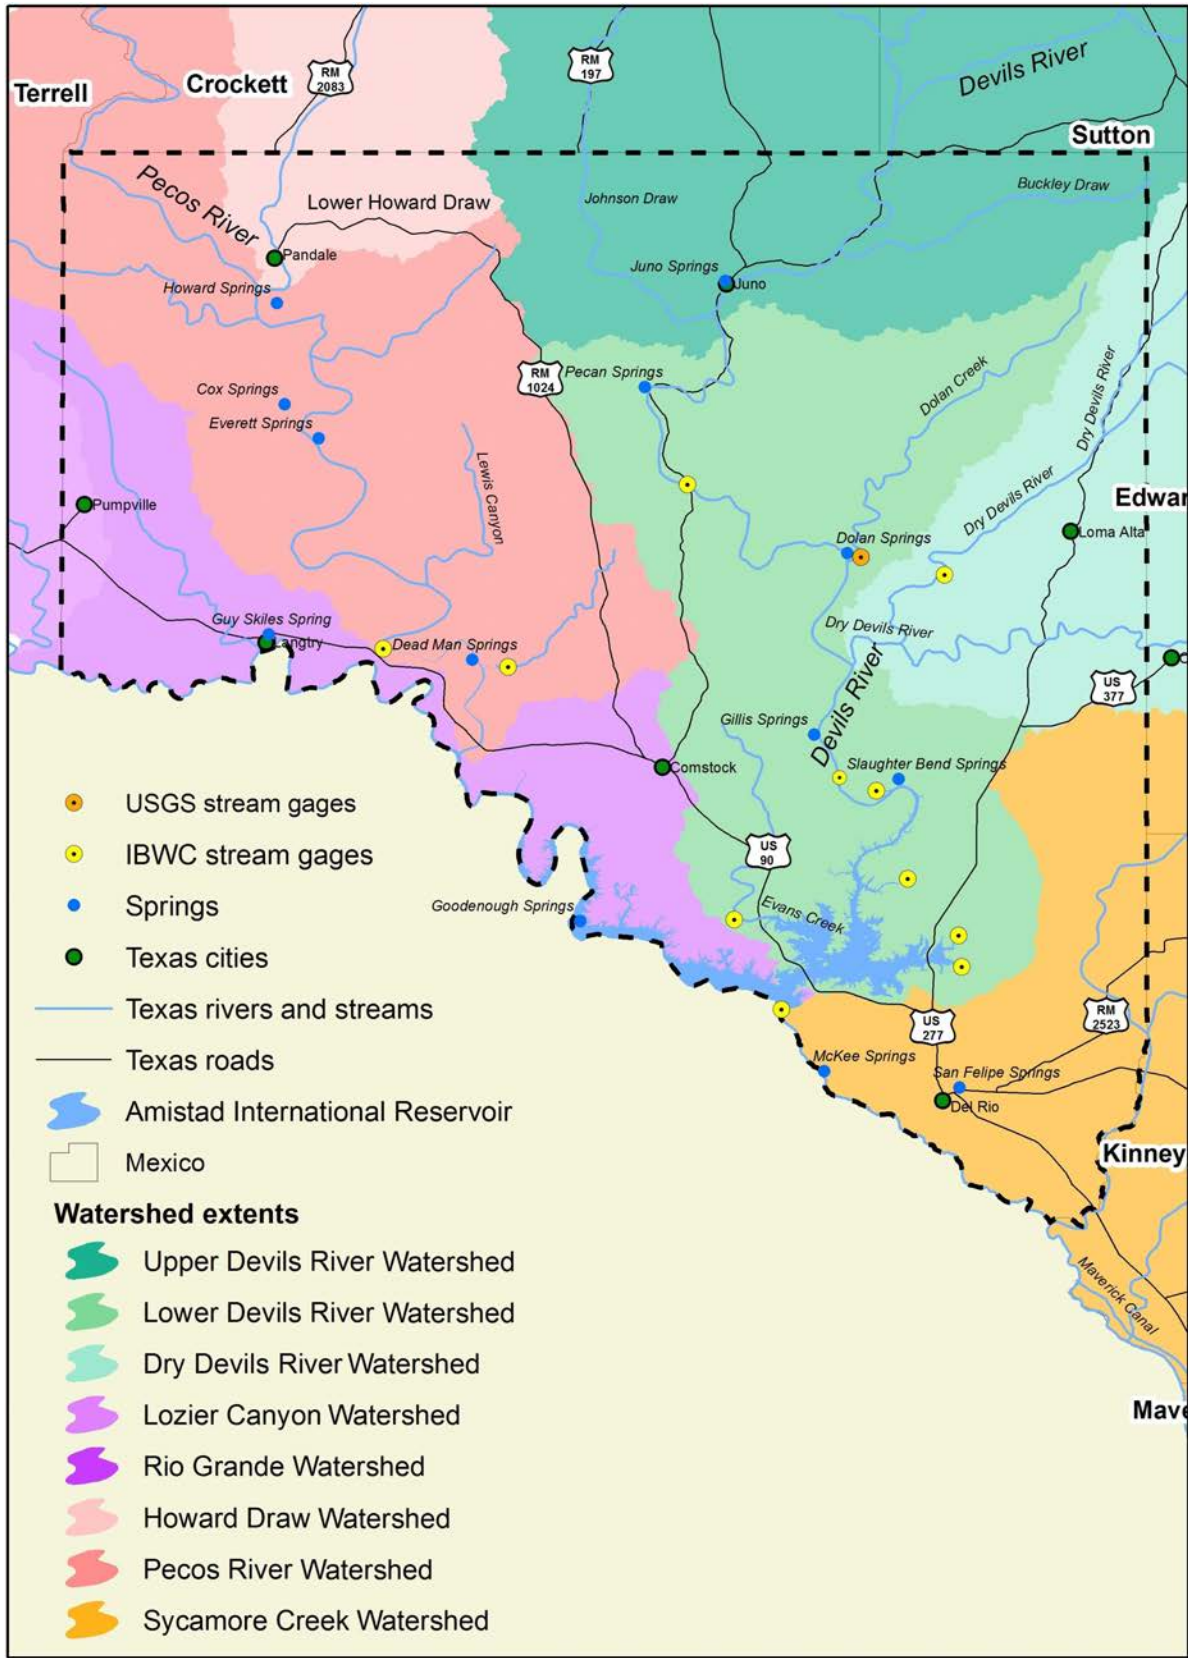 Terrell
Crockett
RM
2083
RM
197
Devils River
Sutton
Pecos River
Lower Howard Draw
Johnson Draw
Buckley Draw
Pandale
Howard Springs
Juno Springs
Juno
RM
1024
Pecan Springs
Dolan Creek
Dry Devils River
Cox Springs
Everett Springs
Lewis Canyon
Pumpville
Dry Devils River
Edwar
Loma Alta
Dolan Springs
Guy Skiles Spring
Langtry
Dead Man Springs
Dry Devils River
US
377
Devils River
Gillis Springs
Slaughter Bend Springs
Comstock
US
90
Goodenough Springs
Evans Creek
US
277
RM
2523
McKee Springs
San Felipe Springs
Del Rio
Kinney
Maverick Canal
Mave
USGS stream gages
IBWC stream gages
Springs
Texas cities
Texas rivers and streams
Texas roads
Amistad International Reservoir
Mexico
Watershed extents
Upper Devils River Watershed
Lower Devils River Watershed
Dry Devils River Watershed
Lozier Canyon Watershed
Rio Grande Watershed
Howard Draw Watershed
Pecos River Watershed
Sycamore Creek Watershed